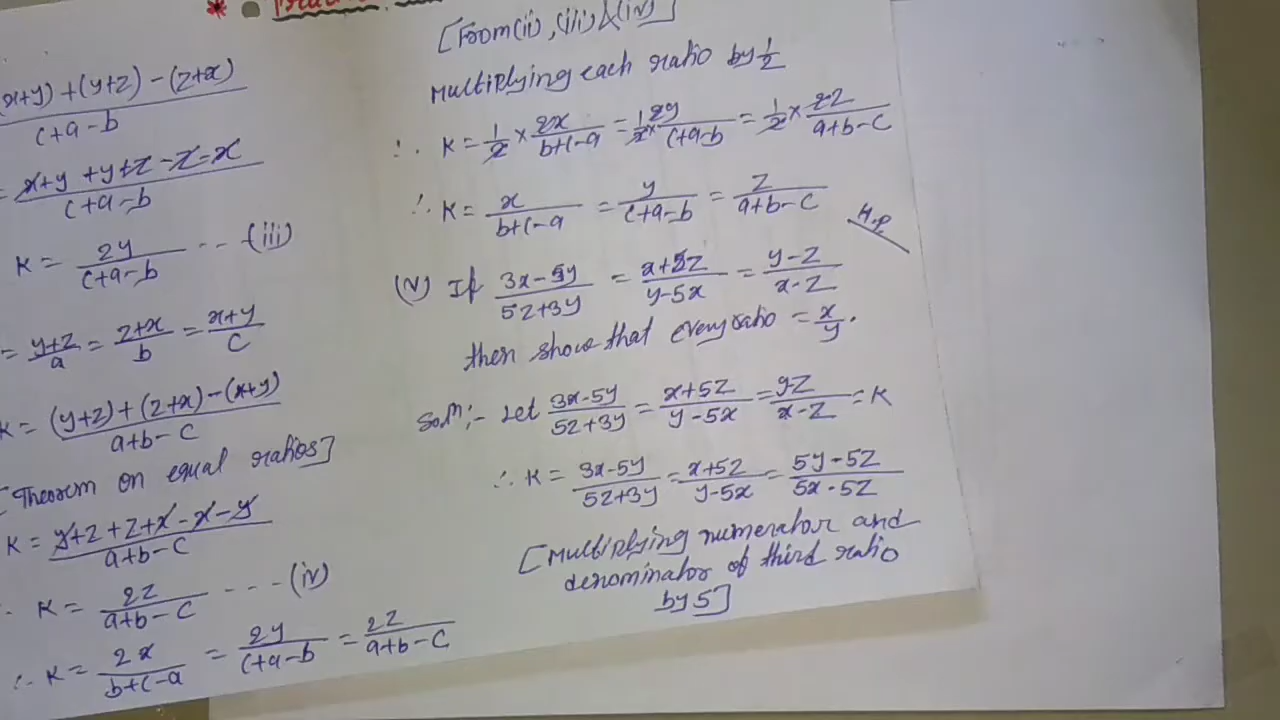 (x+y) + (y+z) - (z+x) / c+a-b
= x+y + y+z - z - x / c+a-b
K = 2y / c+a-b --- (iii)
= y+z / a = z+x / b = x+y / c
K = (y+z) + (z+x) - (x+y) / a+b-c
[Theorem on equal ratios]
K = y+z+z+x-x-y / a+b-c
∴ K = 2z / a+b-c ---- (iv)
∴ K = 2x / b+c-a = 2y / c+a-b = 2z / a+b-c
[From (ii), (iii) & (iv)]
Multiplying each ratio by 1/2
∴ K = 1/2 × 2x / b+c-a = 1/2 × 2y / c+a-b = 1/2 × 2z / a+b-c
∴ K = x / b+c-a = y / c+a-b = z / a+b-c
H.P
(v) If 3x-5y / 5z+3y = x+5z / y-5x = y-z / x-z
then show that every ratio = x/y.
Soln:- Let 3x-5y / 5z+3y = x+5z / y-5x = y-z / x-z = K
∴ K = 3x-5y / 5z+3y = x+5z / y-5x = 5y-5z / 5x-5z
[Multiplying numerator and
denominator of third ratio
by 5]